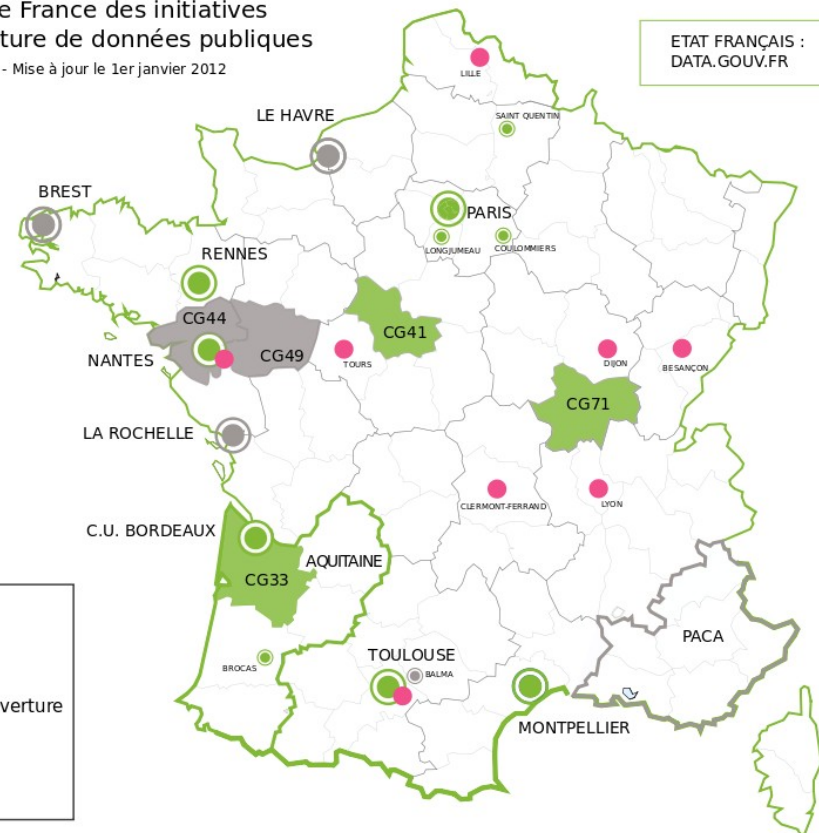 e France des initiatives
ture de données publiques
- Mise à jour le 1er janvier 2012
ETAT FRANÇAIS :
DATA.GOUV.FR
LILLE
LE HAVRE
SAINT QUENTIN
BREST
PARIS
LONGJUMEAU
COULOMMIERS
RENNES
CG44
CG41
NANTES
CG49
TOURS
DIJON
BESANÇON
CG71
LA ROCHELLE
CLERMONT-FERRAND
LYON
C.U. BORDEAUX
AQUITAINE
CG33
PACA
TOULOUSE
BROCAS
BALMA
verture
MONTPELLIER